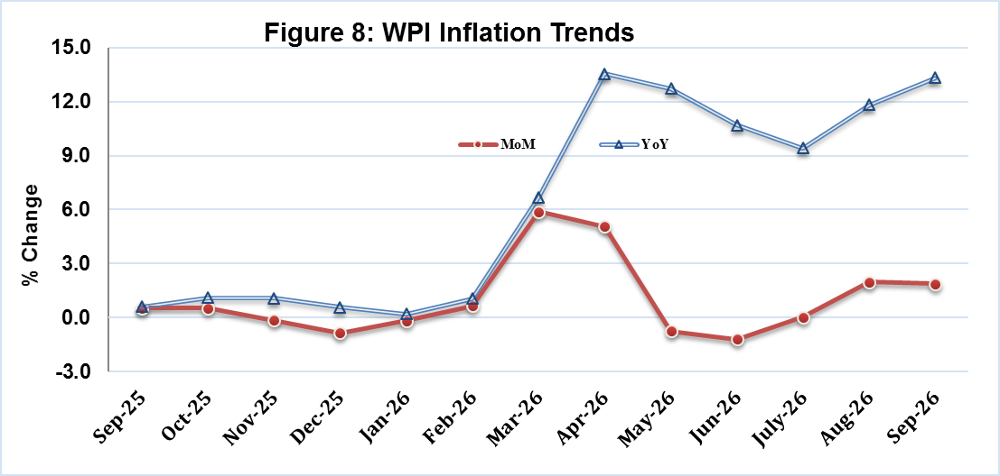 Figure 8: WPI Inflation Trends
15.0
12.0
9.0
6.0
3.0
0.0
-3.0
% Change
MoM YoY
Sep-25 Oct-25 Nov-25 Dec-25 Jan-26 Feb-26 Mar-26 Apr-26 May-26 Jun-26 July-26 Aug-26 Sep-26